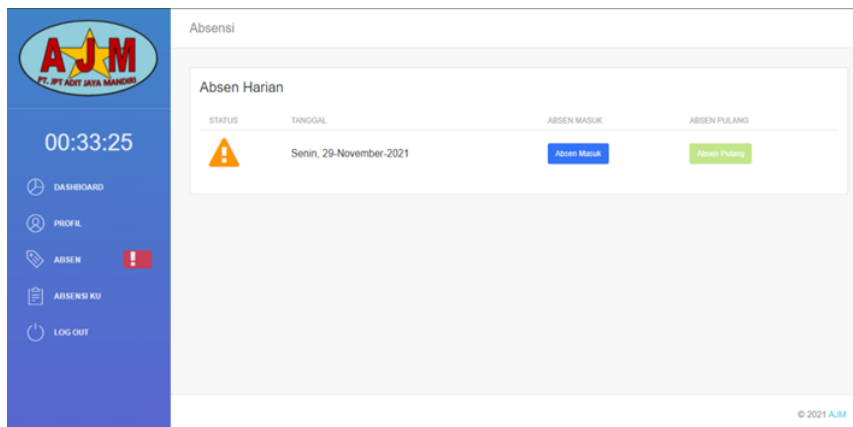 AJM
PT. JPT ADIT JAYA MANDIRI
00:33:25
DASHBOARD
PROFIL
ABSEN
ABSENSI KU
LOG OUT
Absensi
Absen Harian
STATUS TANGGAL ABSEN MASUK ABSEN PULANG
Senin, 29-November-2021 Absen Masuk Absen Pulang
© 2021 AJM